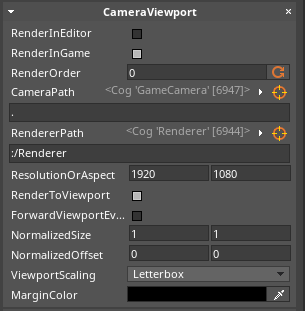 CameraViewport
RenderInEditor
RenderInGame
RenderOrder 0
CameraPath <Cog 'GameCamera' [6947]>
.
RendererPath <Cog 'Renderer' [6944]>
:/Renderer
ResolutionOrAspect 1920 1080
RenderToViewport
ForwardViewportEv...
NormalizedSize 1 1
NormalizedOffset 0 0
ViewportScaling Letterbox
MarginColor